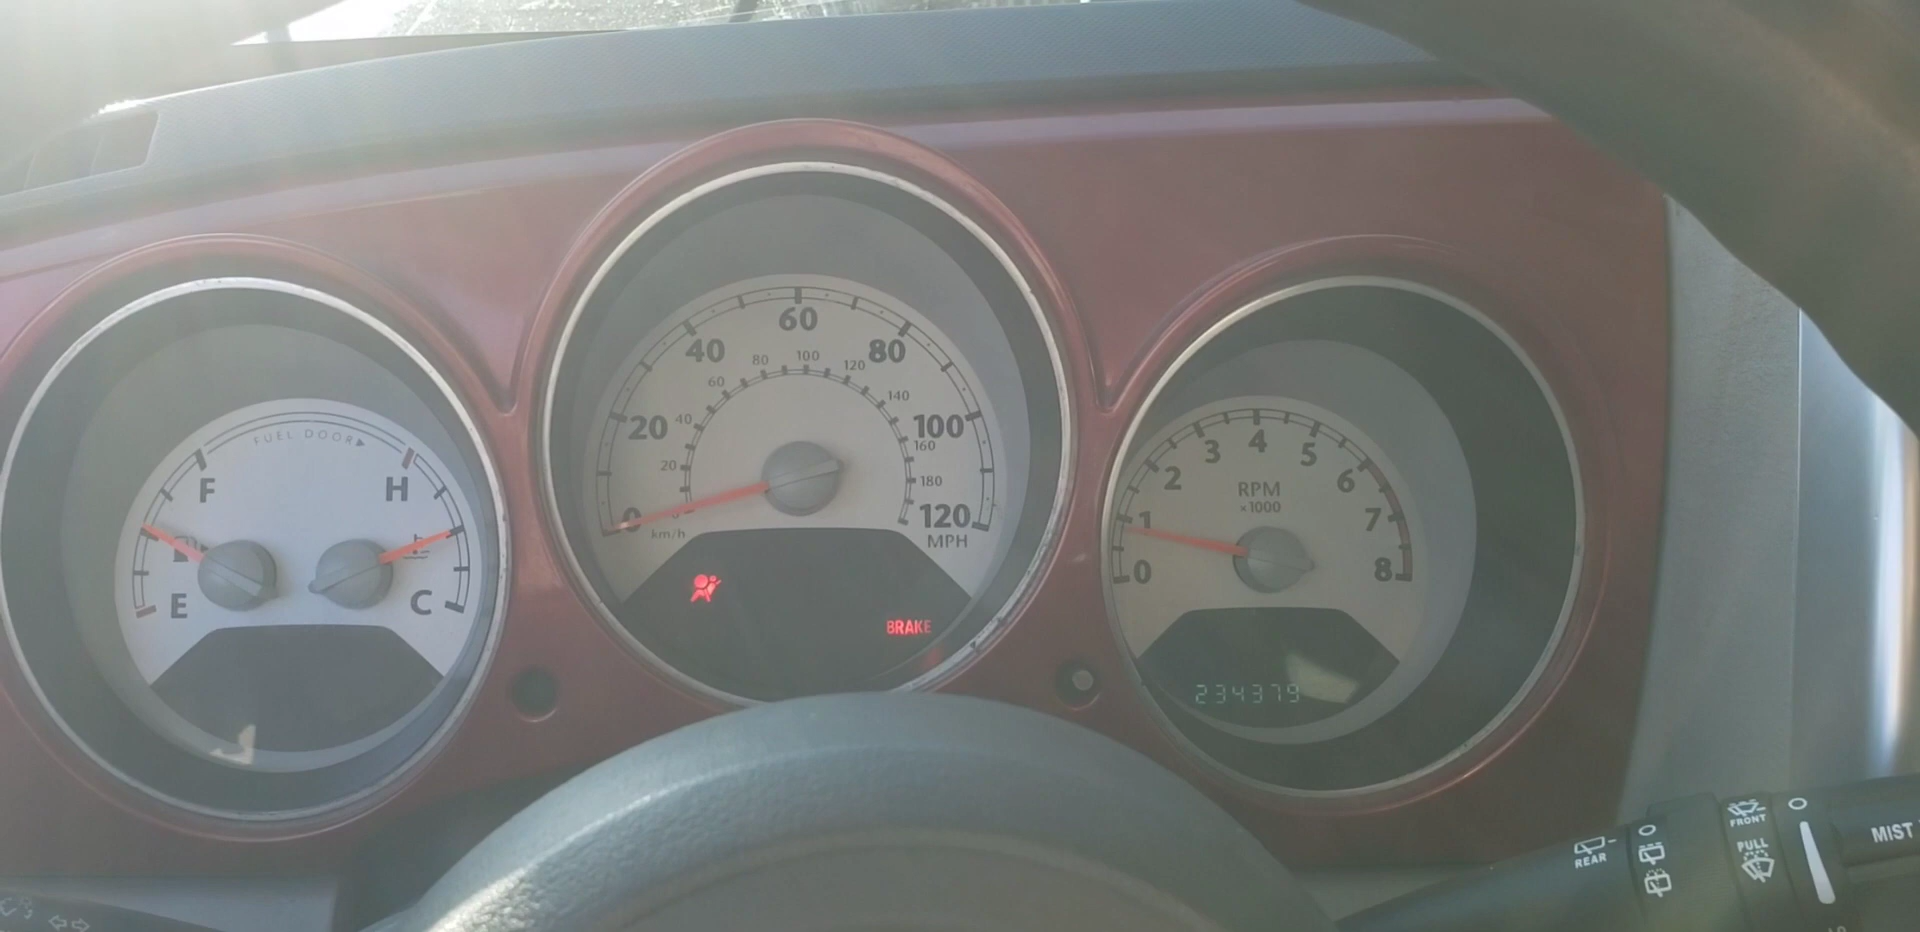 FUEL DOOR▶
F H
E C
0 20 40 60 80 100 120
MPH
20 40 60 80 100 120 140 160 180
km/h
BRAKE
0 1 2 3 4 5 6 7 8
RPM
×1000
234379
REAR
FRONT
PULL
MIST